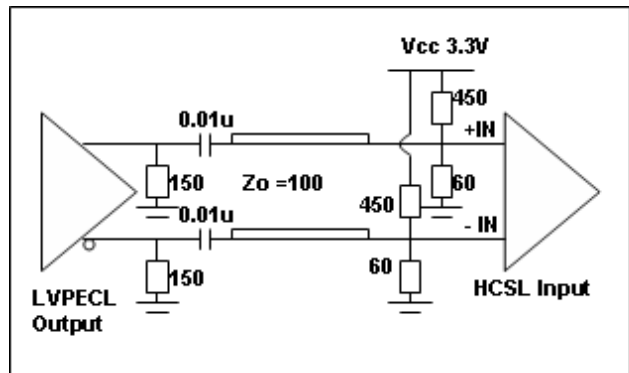 Vcc 3.3V
450
0.01u
+IN
150
Zo =100
60
0.01u
450
- IN
150
60
LVPECL
Output
HCSL Input